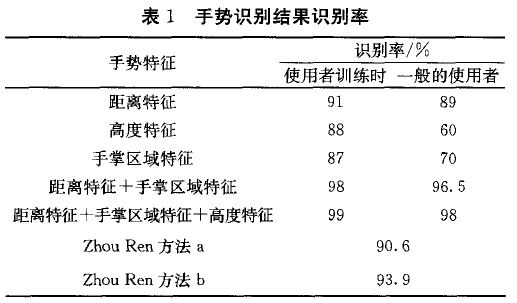 表 1 手势识别结果识别率
手势特征 识别率/%
使用者训练时 一般的使用者
距离特征 91 89
高度特征 88 60
手掌区域特征 87 70
距离特征+手掌区域特征 98 96.5
距离特征+手掌区域特征+高度特征 99 98
Zhou Ren 方法 a 90.6
Zhou Ren 方法 b 93.9